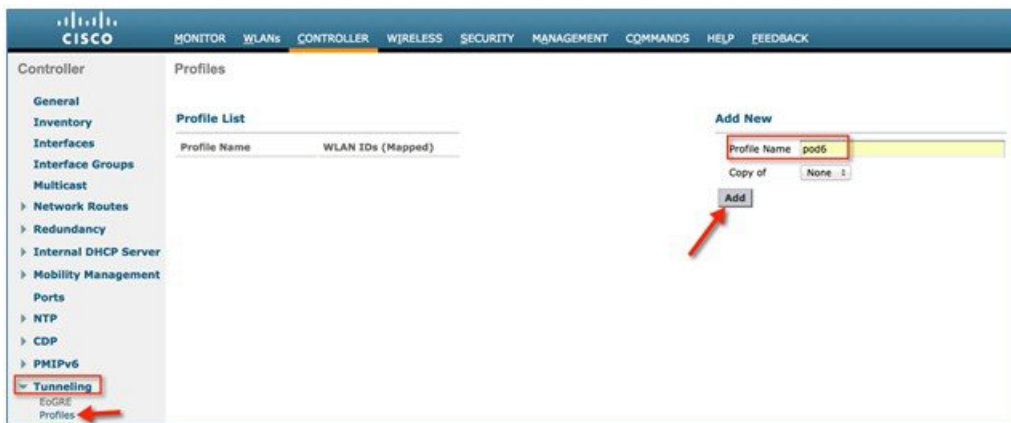 CISCO
MONITOR WLANs CONTROLLER WIRELESS SECURITY MANAGEMENT COMMANDS HELP FEEDBACK
Controller
General
Inventory
Interfaces
Interface Groups
Multicast
Network Routes
Redundancy
Internal DHCP Server
Mobility Management
Ports
NTP
CDP
PMIPv6
Tunneling
EoGRE
Profiles
Profiles
Profile List
Profile Name WLAN IDs (Mapped)
Add New
Profile Name pod6
Copy of None
Add